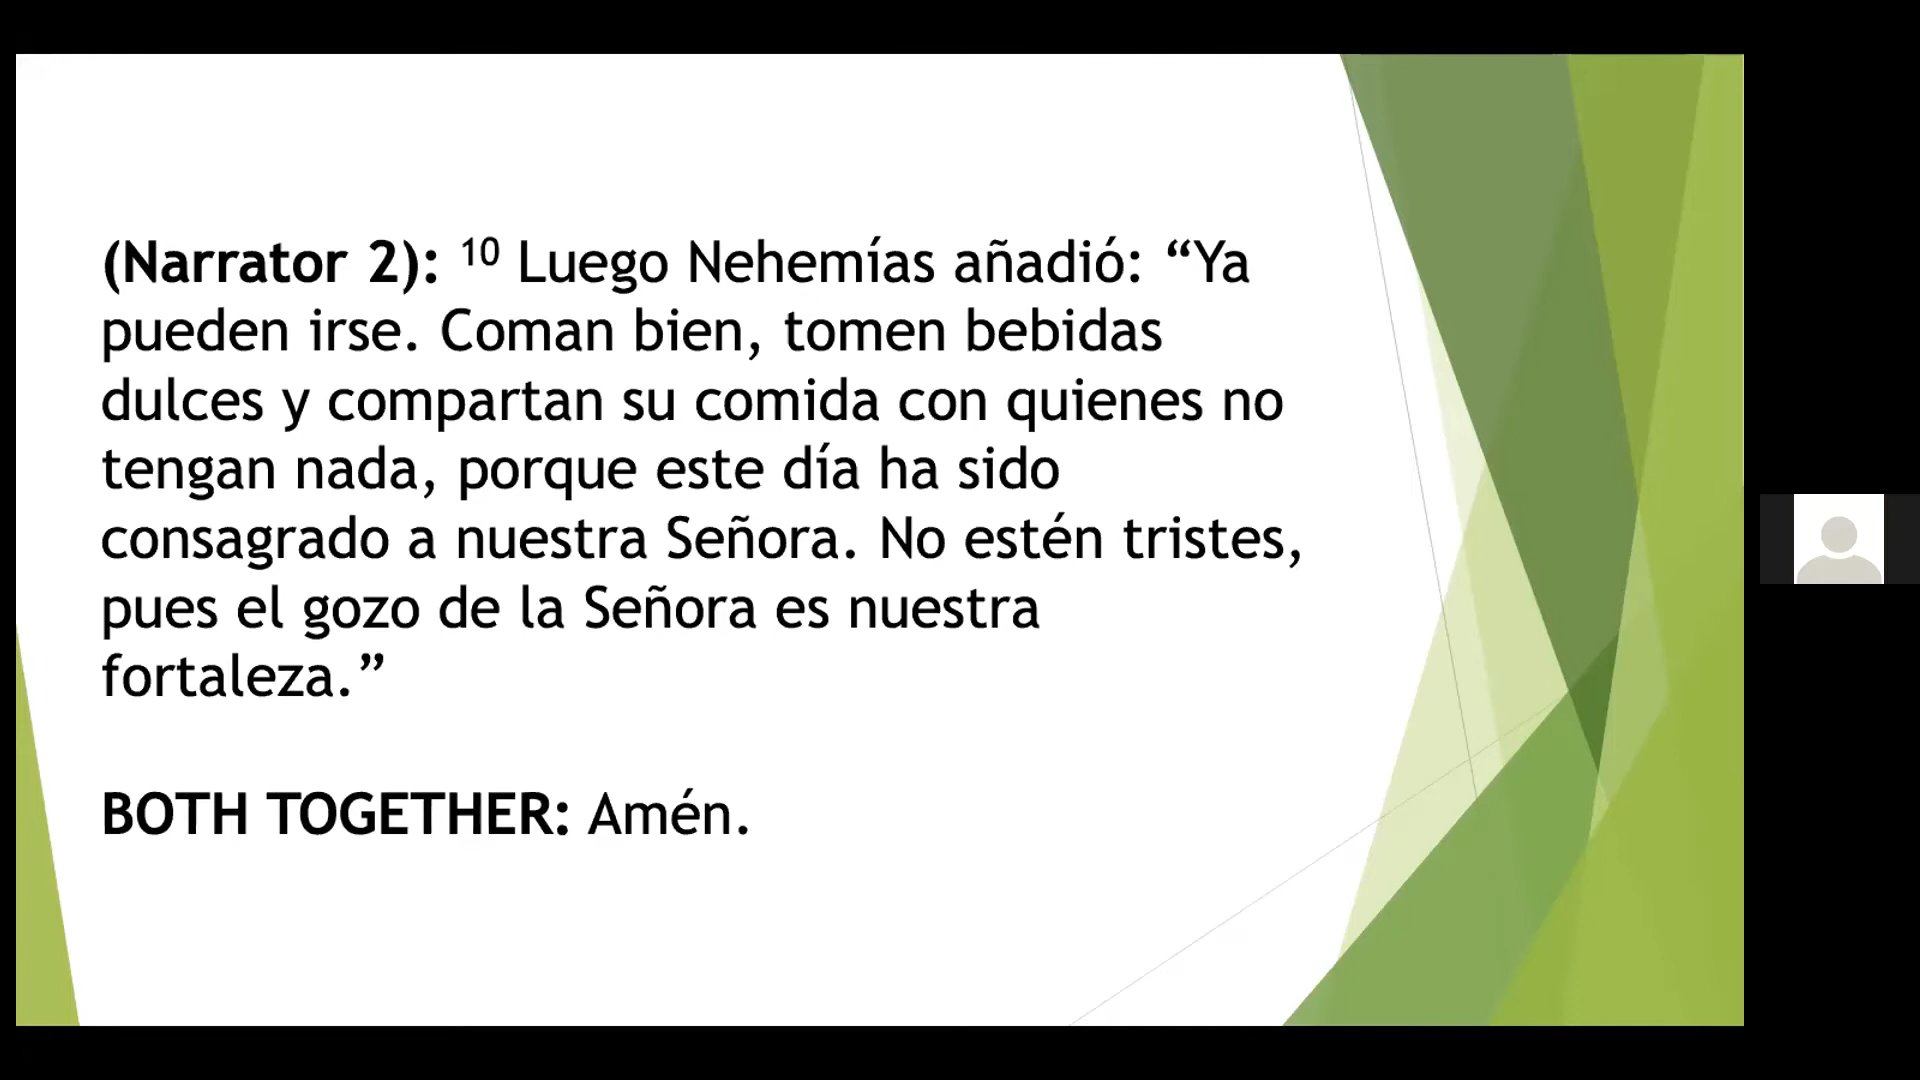 (Narrator 2): 10 Luego Nehemías añadió: “Ya
pueden irse. Coman bien, tomen bebidas
dulces y compartan su comida con quienes no
tengan nada, porque este día ha sido
consagrado a nuestra Señora. No estén tristes,
pues el gozo de la Señora es nuestra
fortaleza.”
BOTH TOGETHER: Amén.